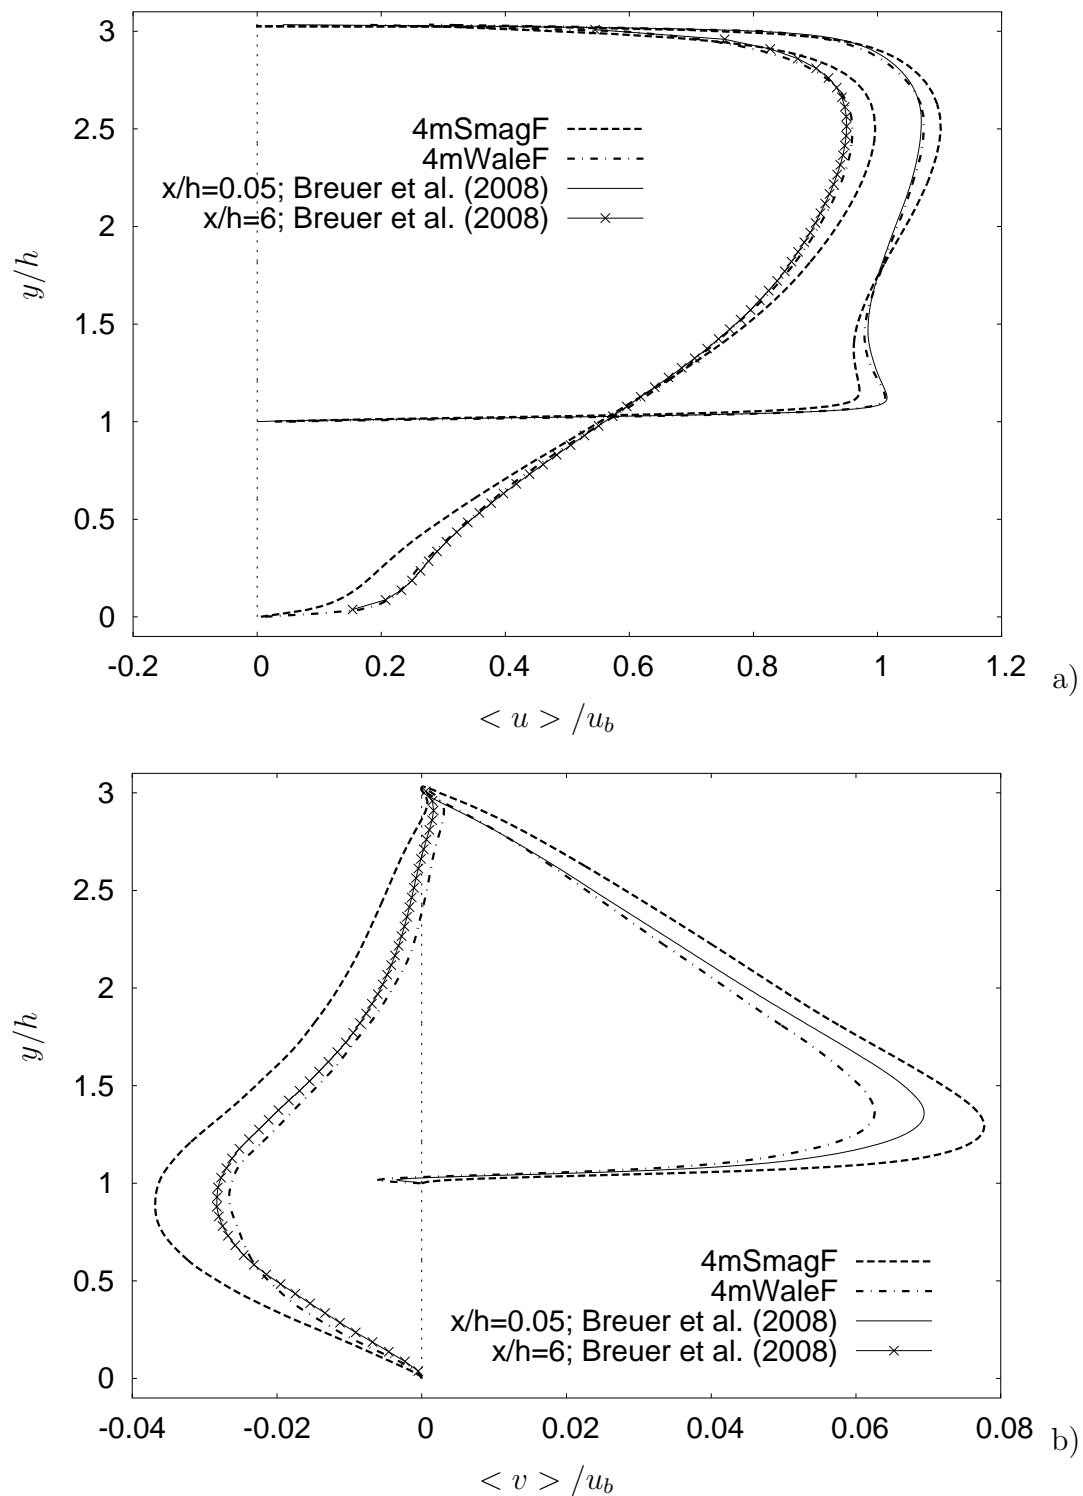 3
2.5
2
1.5
1
0.5
0
y/h
4mSmagF
4mWaleF
x/h=0.05; Breuer et al. (2008)
x/h=6; Breuer et al. (2008)
-0.2 0 0.2 0.4 0.6 0.8 1 1.2
a)
< u > /u_b
3
2.5
2
1.5
1
0.5
0
y/h
4mSmagF
4mWaleF
x/h=0.05; Breuer et al. (2008)
x/h=6; Breuer et al. (2008)
-0.04 -0.02 0 0.02 0.04 0.06 0.08
b)
< v > /u_b